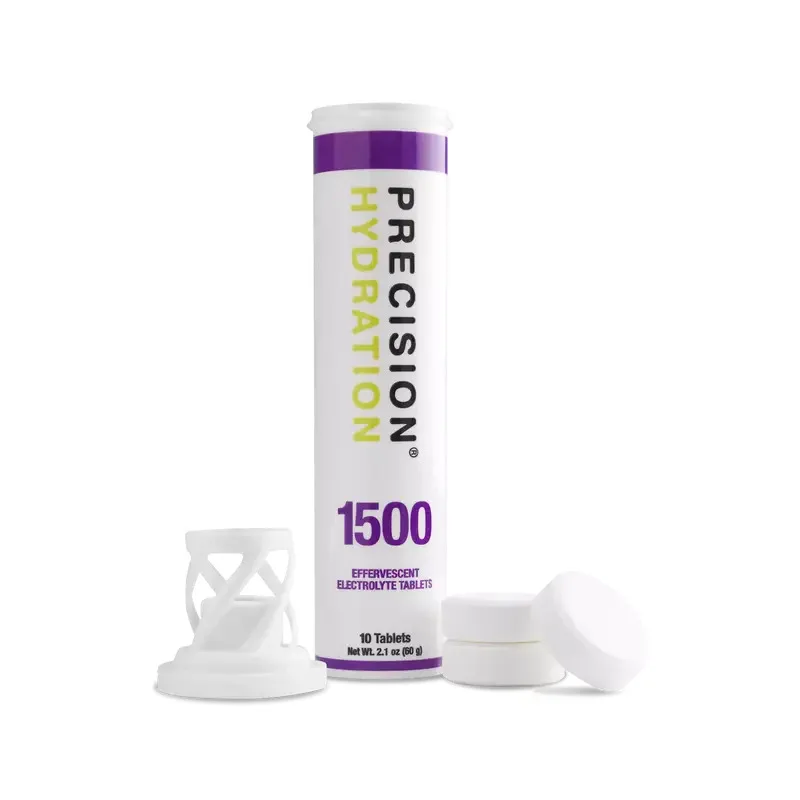 PRECISION®
HYDRATION
1500
EFFERVESCENT
ELECTROLYTE TABLETS
10 Tablets
Net Wt. 2.1 oz (60 g)